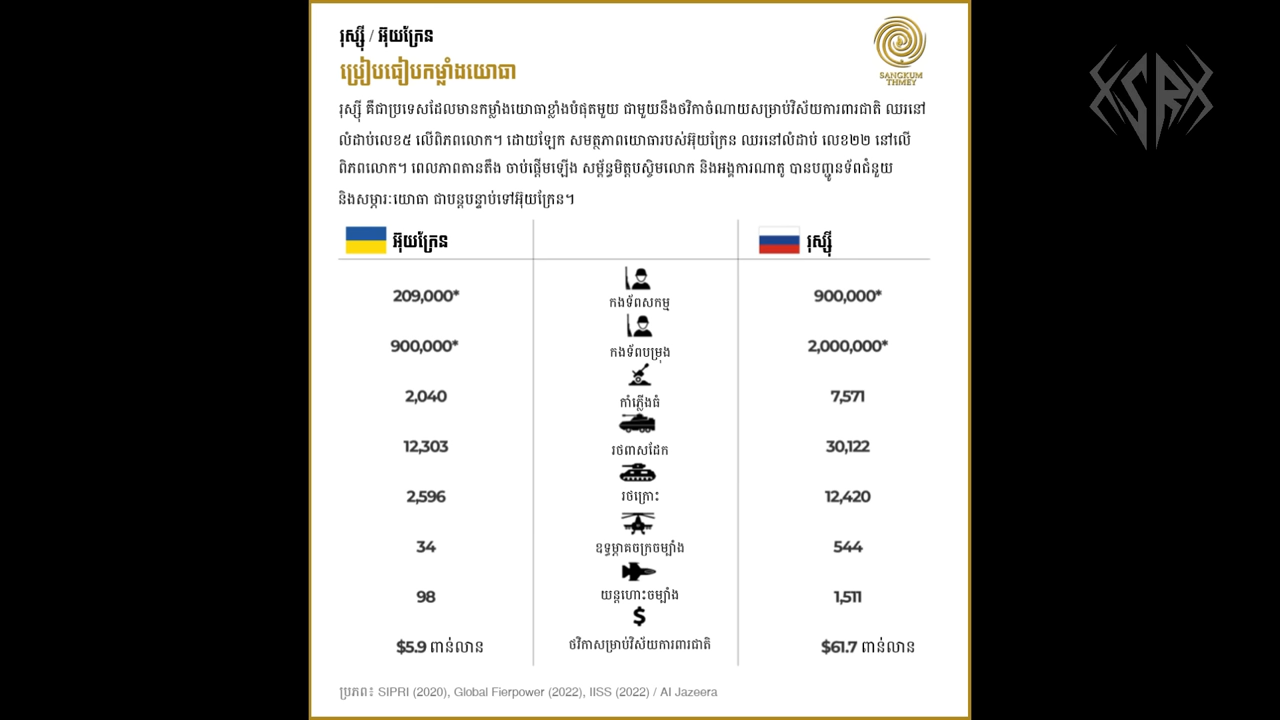 រុស្ស៊ី / អ៊ុយក្រែន
ប្រៀបធៀបកម្លាំងយោធា
SANGKUM
THMEY
រុស្ស៊ី គឺជាប្រទេសដែលមានកម្លាំងយោធាខ្លាំងបំផុតមួយ ជាមួយនឹងថវិកាចំណាយសម្រាប់វិស័យការពារជាតិ ឈរនៅ
លំដាប់លេខ៥ លើពិភពលោក។ ដោយឡែក សមត្ថភាពយោធារបស់អ៊ុយក្រែន ឈរនៅលំដាប់ លេខ២២ នៅលើ
ពិភពលោក។ ពេលភាពតានតឹង ចាប់ផ្តើមឡើង សម្ព័ន្ធមិត្តបស្ចិមលោក និងអង្គការណាតូ បានបញ្ជូនទ័ពជំនួយ
និងសម្ភារៈយោធា ជាបន្តបន្ទាប់ទៅអ៊ុយក្រែន។
អ៊ុយក្រែន រុស្ស៊ី
209,000* កងទ័ពសកម្ម 900,000*
900,000* កងទ័ពបម្រុង 2,000,000*
2,040 កាំភ្លើងធំ 7,571
12,303 រថពាសដែក 30,122
2,596 រថក្រោះ 12,420
34 ឧទ្ធម្ភាគចក្រចម្បាំង 544
98 យន្តហោះចម្បាំង 1,511
$
$5.9 ពាន់លាន ថវិកាសម្រាប់វិស័យការពារជាតិ $61.7 ពាន់លាន
ប្រភព៖ SIPRI (2020), Global Fierpower (2022), IISS (2022) / Al Jazeera